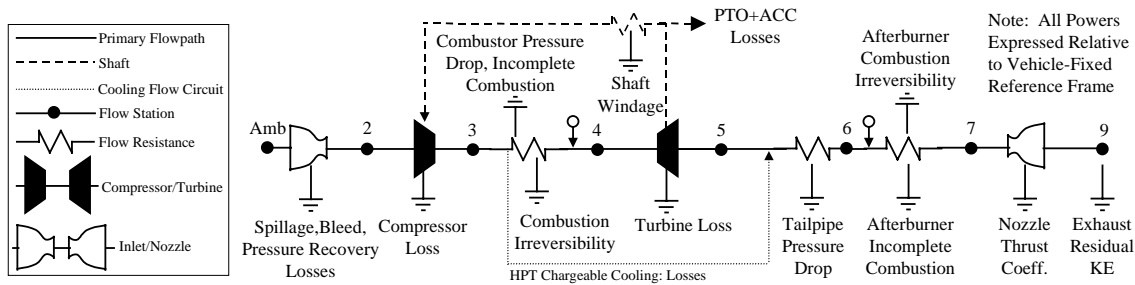 Primary Flowpath
Shaft
Cooling Flow Circuit
Flow Station
Flow Resistance
Compressor/Turbine
Inlet/Nozzle
PTO+ACC
Losses
Note: All Powers
Expressed Relative
to Vehicle-Fixed
Reference Frame
Combustor Pressure
Drop, Incomplete
Combustion
Shaft
Windage
Afterburner
Combustion
Irreversibility
Amb
2
3
4
5
6
7
9
Spillage,Bleed,
Pressure Recovery
Losses
Compressor
Loss
Combustion
Irreversibility
Turbine Loss
Tailpipe
Pressure
Drop
Afterburner
Incomplete
Combustion
Nozzle
Thrust
Coeff.
Exhaust
Residual
KE
HPT Chargeable Cooling: Losses